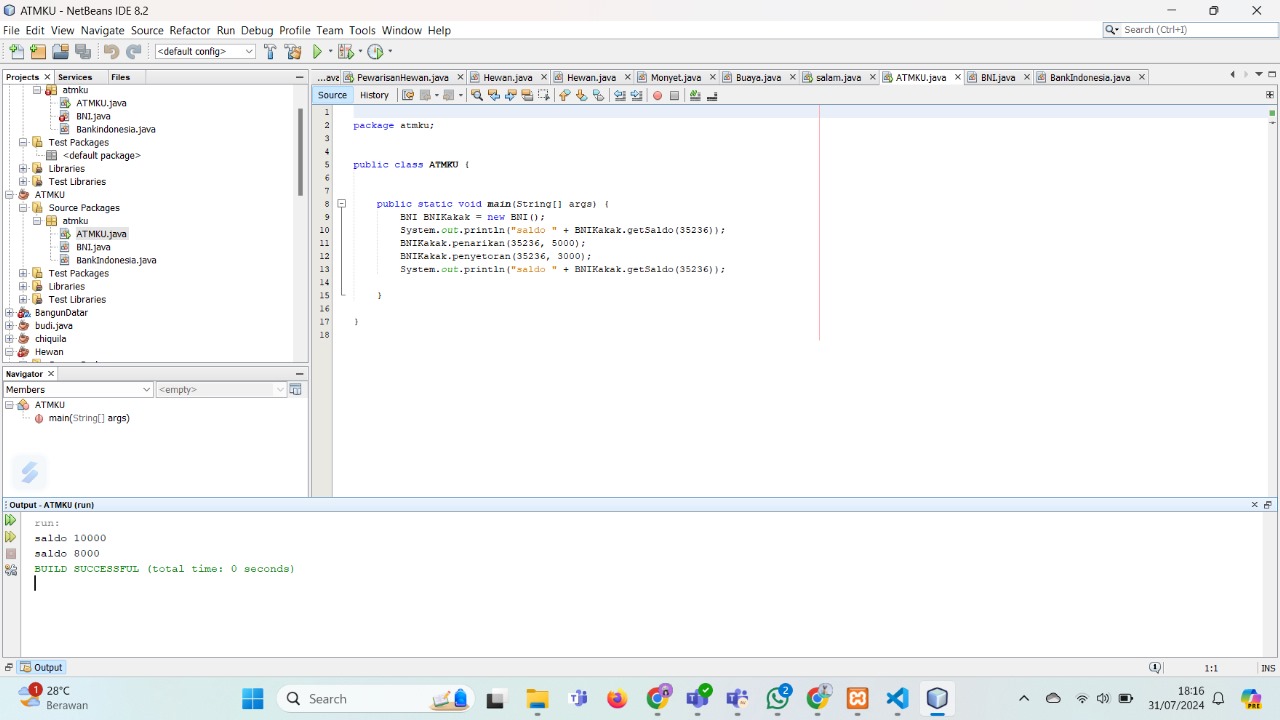 ATMKU - NetBeans IDE 8.2
File Edit View Navigate Source Refactor Run Debug Profile Team Tools Window Help
Search (Ctrl+I)
<default config>
Projects Services Files
...ava PewarisanHewan.java Hewan.java Hewan.java Monyet.java Buaya.java salam.java ATMKU.java BNI.java BankIndonesia.java
Source History
atmku
ATMKU.java
BNI.java
Bankindonesia.java
Test Packages
<default package>
Libraries
Test Libraries
ATMKU
Source Packages
atmku
ATMKU.java
BNI.java
BankIndonesia.java
Test Packages
Libraries
Test Libraries
BangunDatar
budi.java
chiquila
Hewan
1
2 package atmku;
3
4
5 public class ATMKU {
6
7
8 public static void main(String[] args) {
9 BNI BNIKakak = new BNI();
10 System.out.println("saldo " + BNIKakak.getSaldo(35236));
11 BNIKakak.penarikan(35236, 5000);
12 BNIKakak.penyetoran(35236, 3000);
13 System.out.println("saldo " + BNIKakak.getSaldo(35236));
14
15 }
16
17 }
18
Navigator
Members <empty>
ATMKU
main(String[] args)
Output - ATMKU (run)
run:
saldo 10000
saldo 8000
BUILD SUCCESSFUL (total time: 0 seconds)
Output
1:1 INS
1 28°C
Berawan
Search
2
18:16
31/07/2024
PRE